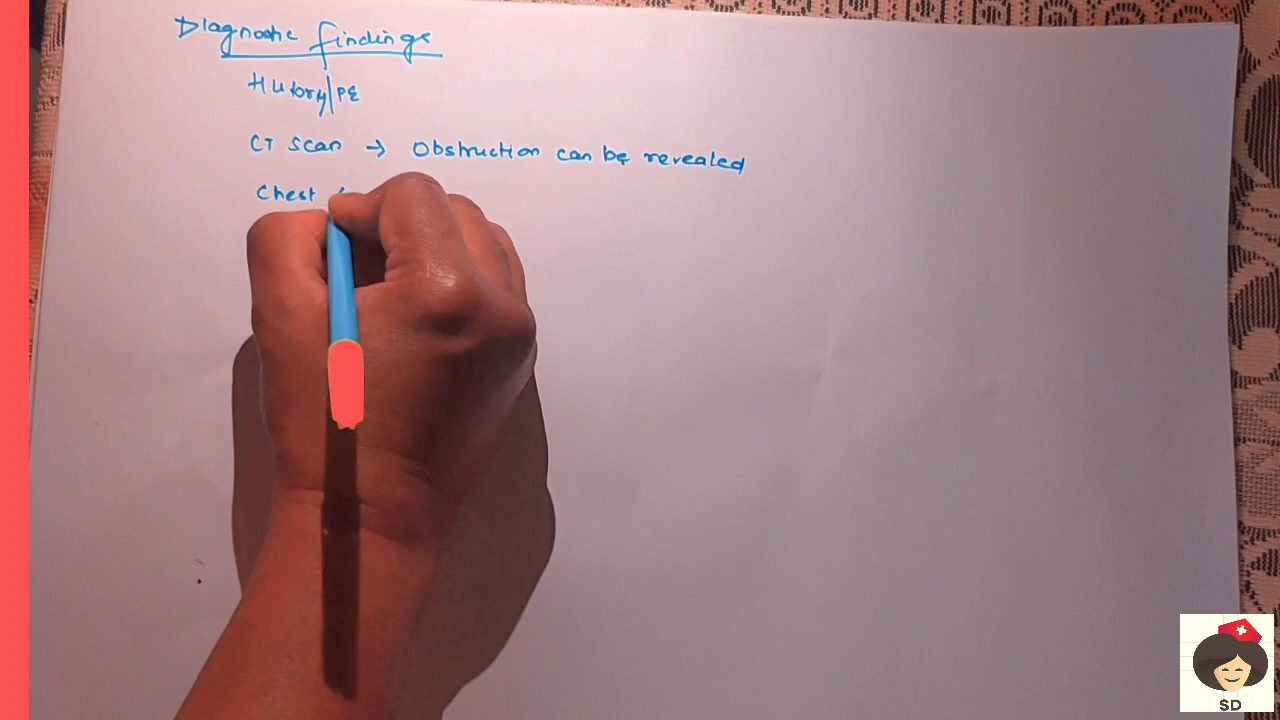 Diagnostic findings
History/PE
CT scan → Obstruction can be revealed
Chest
SD